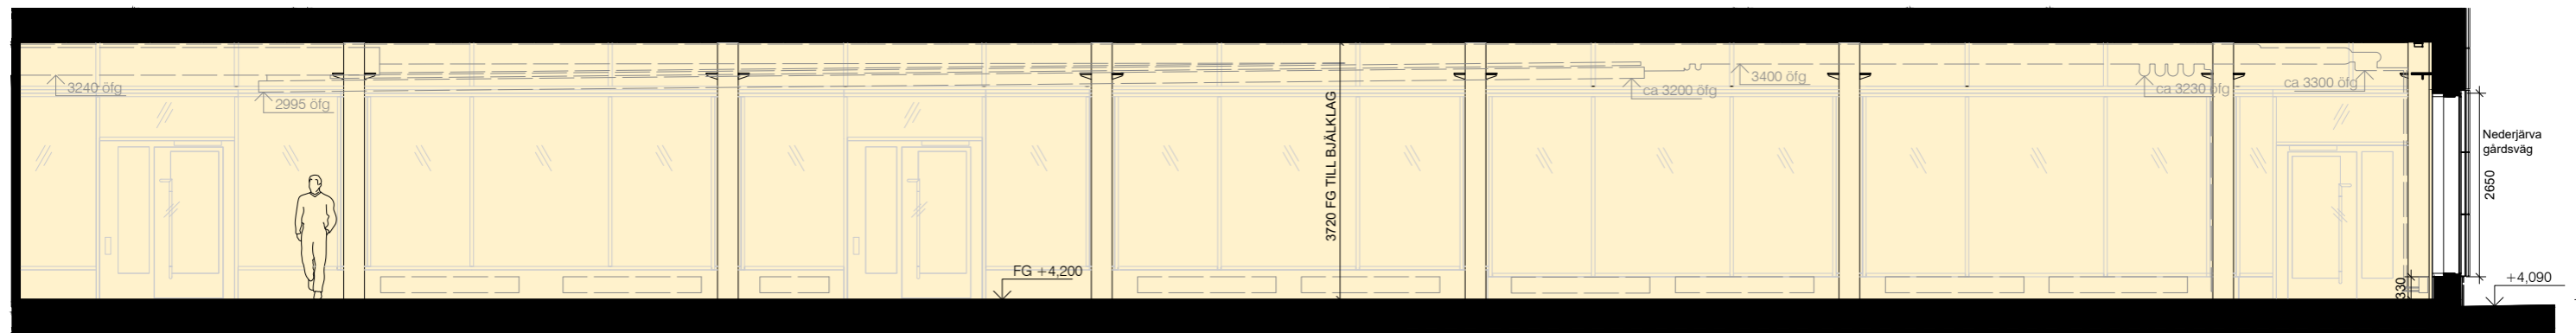 3240 öfg
2995 öfg
3720 FG TILL BJÄLKLAG
FG +4,200
ca 3200 öfg
3400 öfg
ca 3230 öfg
ca 3300 öfg
Nederjärva
gårdsväg
2650
330
+4,090